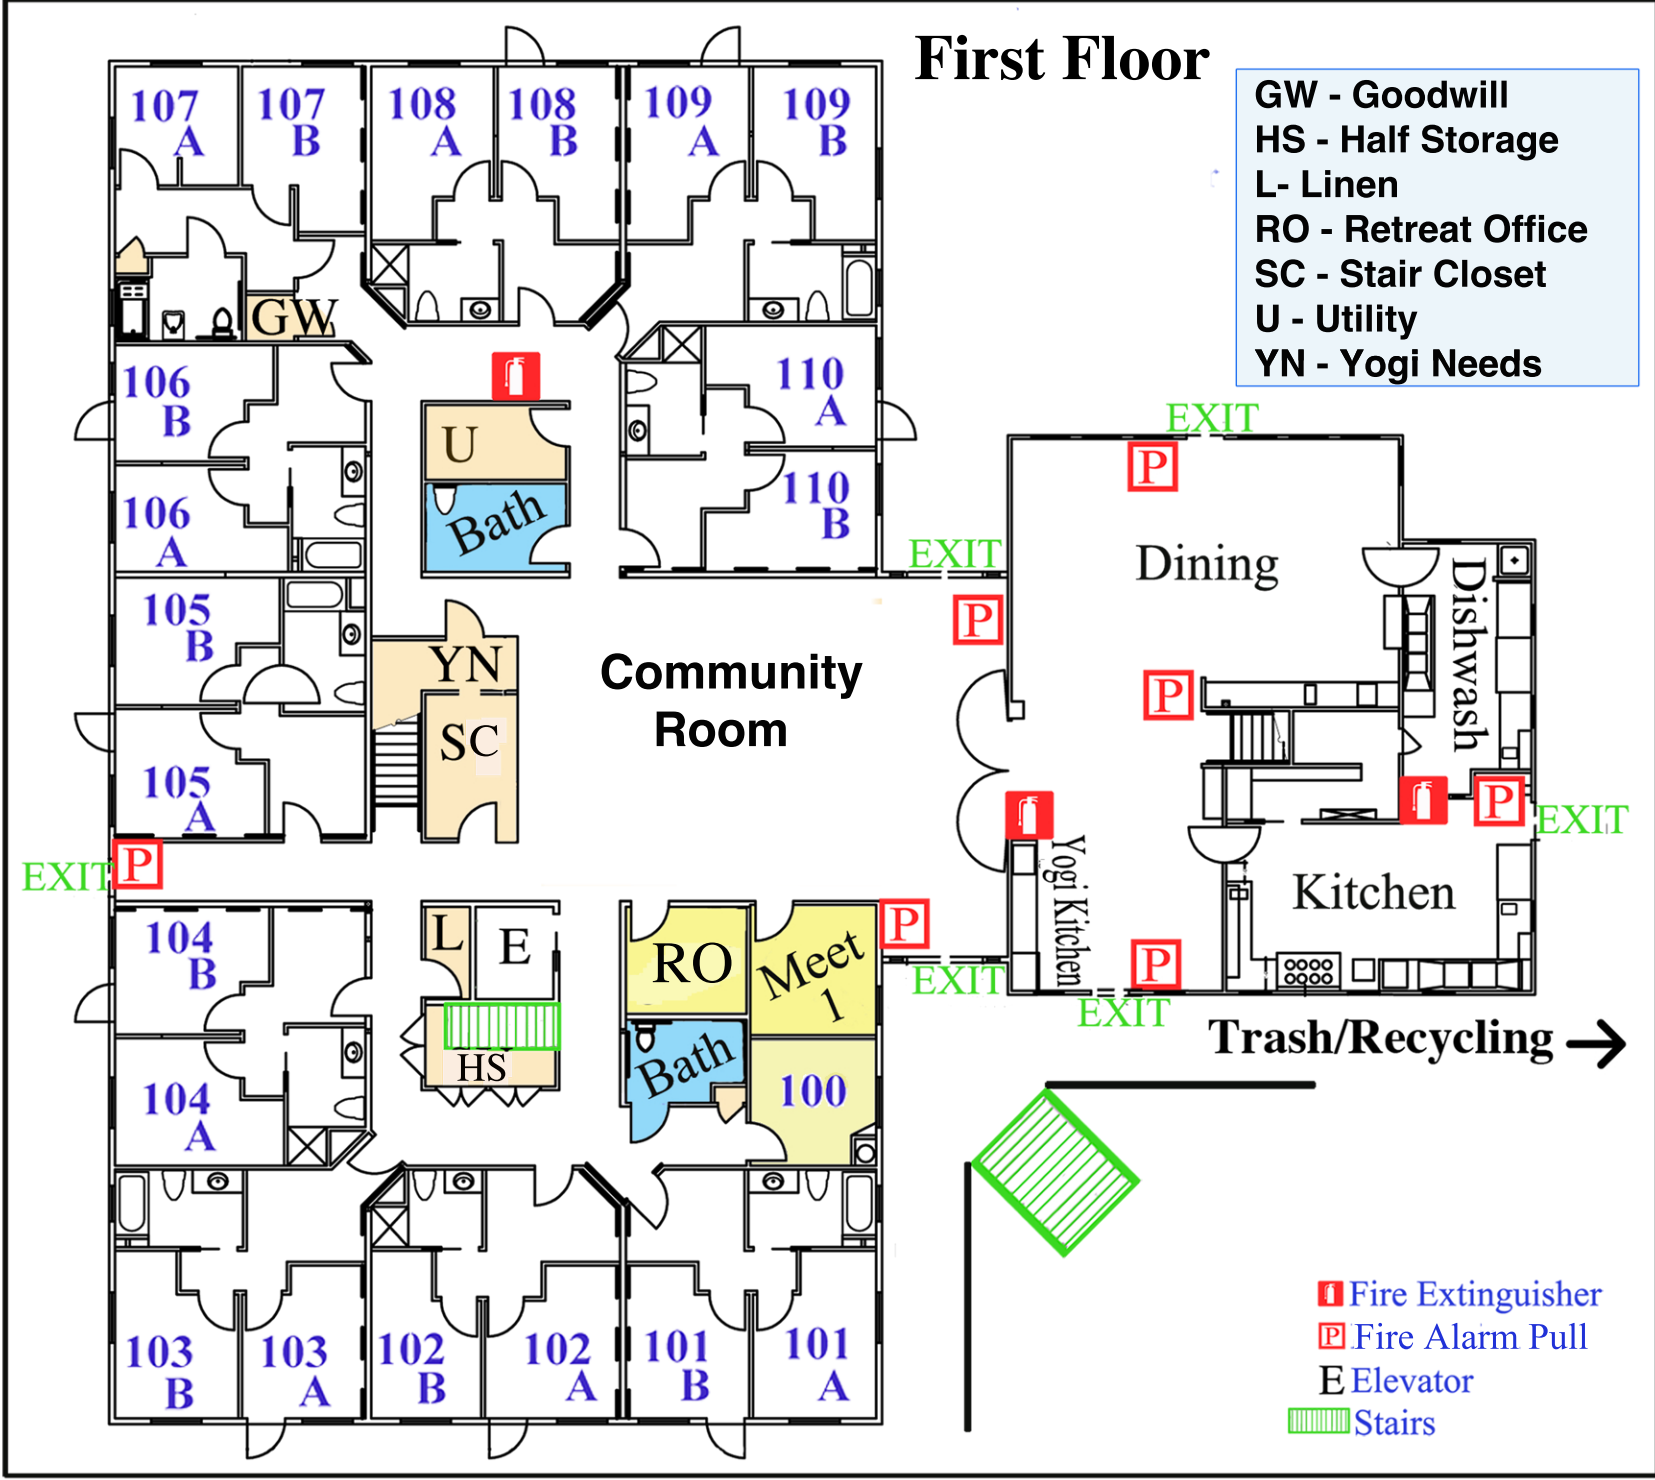 First Floor
GW - Goodwill
HS - Half Storage
L- Linen
RO - Retreat Office
SC - Stair Closet
U - Utility
YN - Yogi Needs
107
A
107
B
108
A
108
B
109
A
109
B
GW
106
B
U
110
A
EXIT
P
106
A
Bath
110
B
EXIT
Dining
Dishwash
105
B
YN
P
Community
Room
P
SC
105
A
P
EXIT
EXIT
P
Yogi Kitchen
Kitchen
104
B
L
E
RO
Meet
1
P
EXIT
P
EXIT
Trash/Recycling
HS
Bath
100
104
A
103
B
103
A
102
B
102
A
101
B
101
A
Fire Extinguisher
P Fire Alarm Pull
E Elevator
Stairs